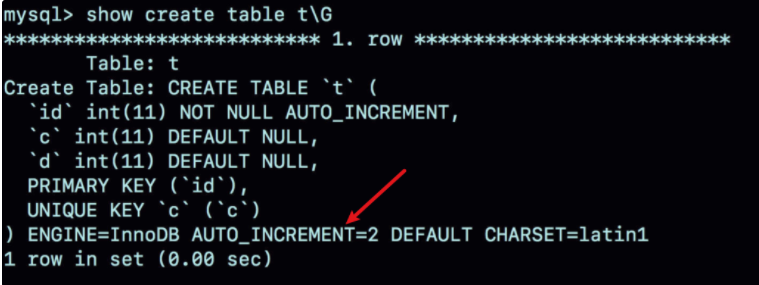 mysql> show create table t\G
*************************** 1. row ***************************
Table: t
Create Table: CREATE TABLE `t` (
`id` int(11) NOT NULL AUTO_INCREMENT,
`c` int(11) DEFAULT NULL,
`d` int(11) DEFAULT NULL,
PRIMARY KEY (`id`),
UNIQUE KEY `c` (`c`)
) ENGINE=InnoDB AUTO_INCREMENT=2 DEFAULT CHARSET=latin1
1 row in set (0.00 sec)